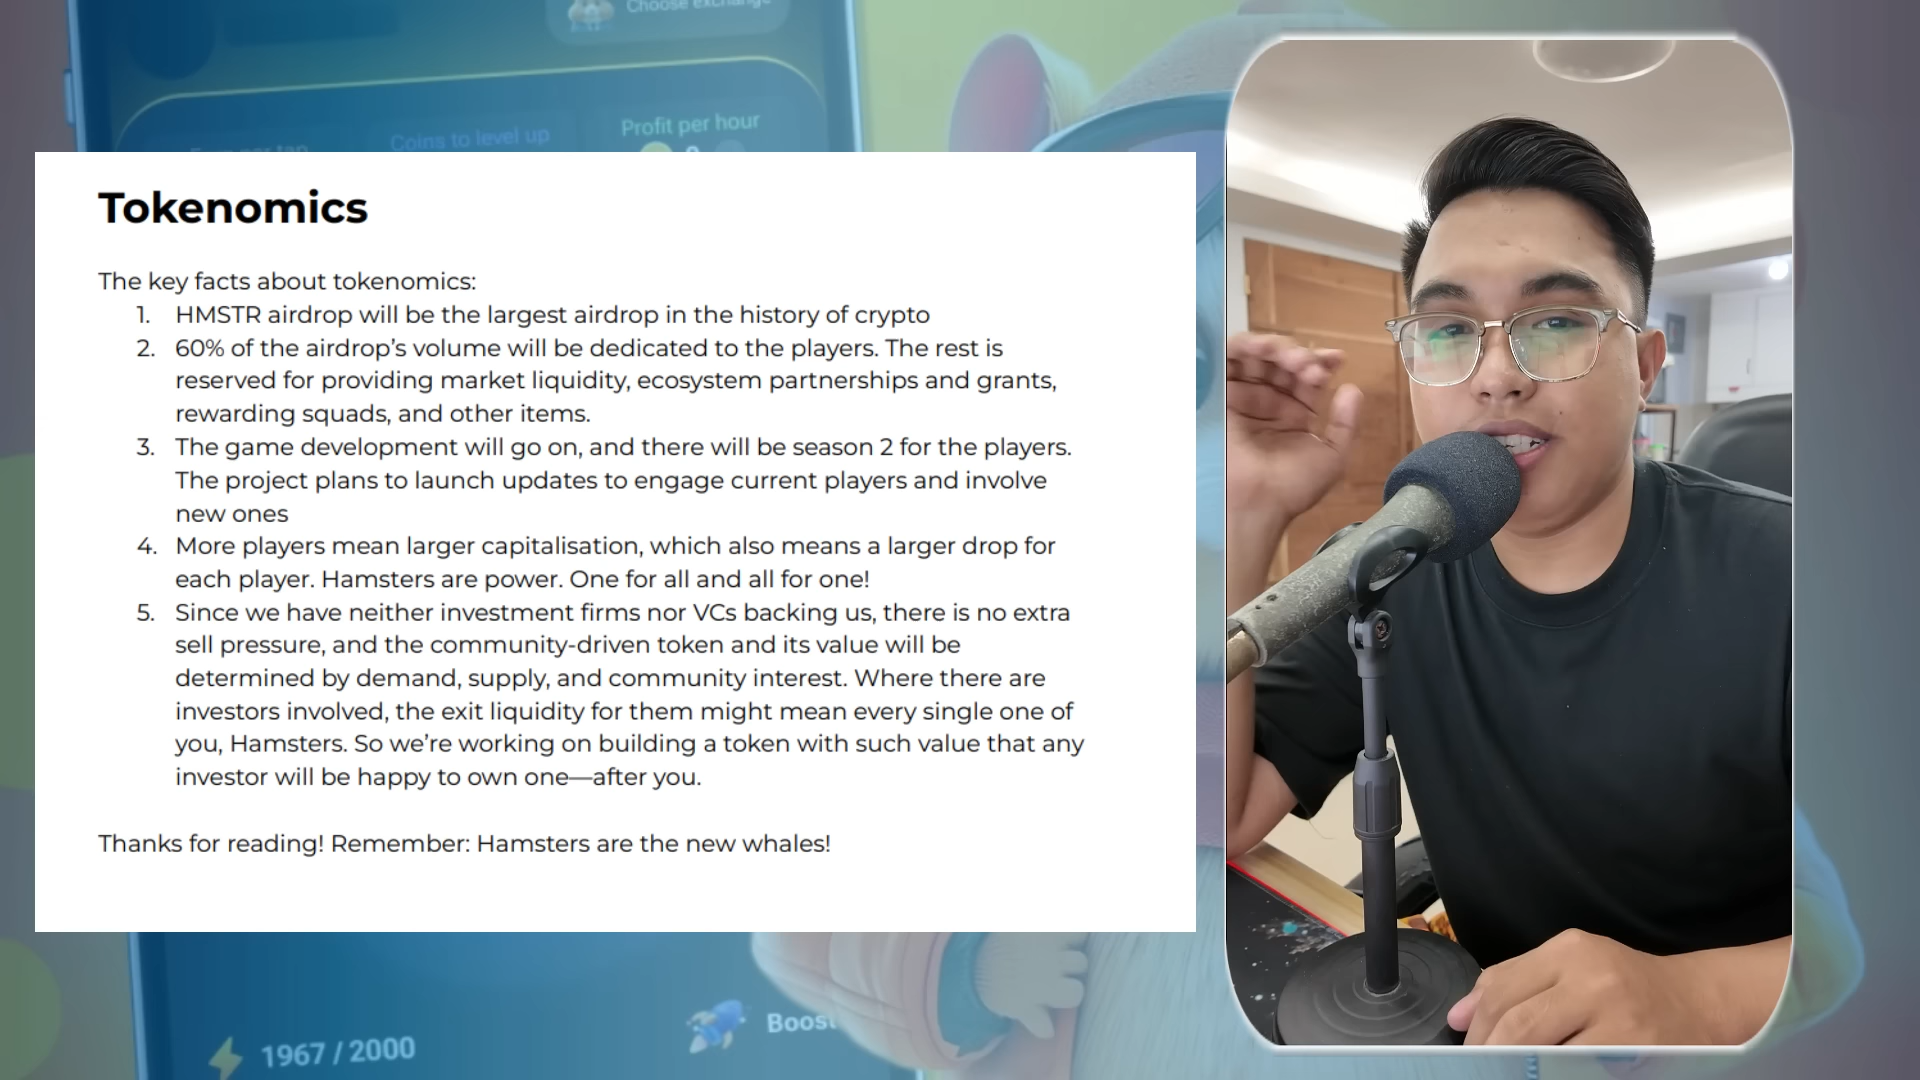 Choose exchange
Earn per tap
Coins to level up
Profit per hour
Tokenomics
The key facts about tokenomics:
1. HMSTR airdrop will be the largest airdrop in the history of crypto
2. 60% of the airdrop’s volume will be dedicated to the players. The rest is
reserved for providing market liquidity, ecosystem partnerships and grants,
rewarding squads, and other items.
3. The game development will go on, and there will be season 2 for the players.
The project plans to launch updates to engage current players and involve
new ones
4. More players mean larger capitalisation, which also means a larger drop for
each player. Hamsters are power. One for all and all for one!
5. Since we have neither investment firms nor VCs backing us, there is no extra
sell pressure, and the community-driven token and its value will be
determined by demand, supply, and community interest. Where there are
investors involved, the exit liquidity for them might mean every single one of
you, Hamsters. So we’re working on building a token with such value that any
investor will be happy to own one—after you.
Thanks for reading! Remember: Hamsters are the new whales!
1967 / 2000
Boost